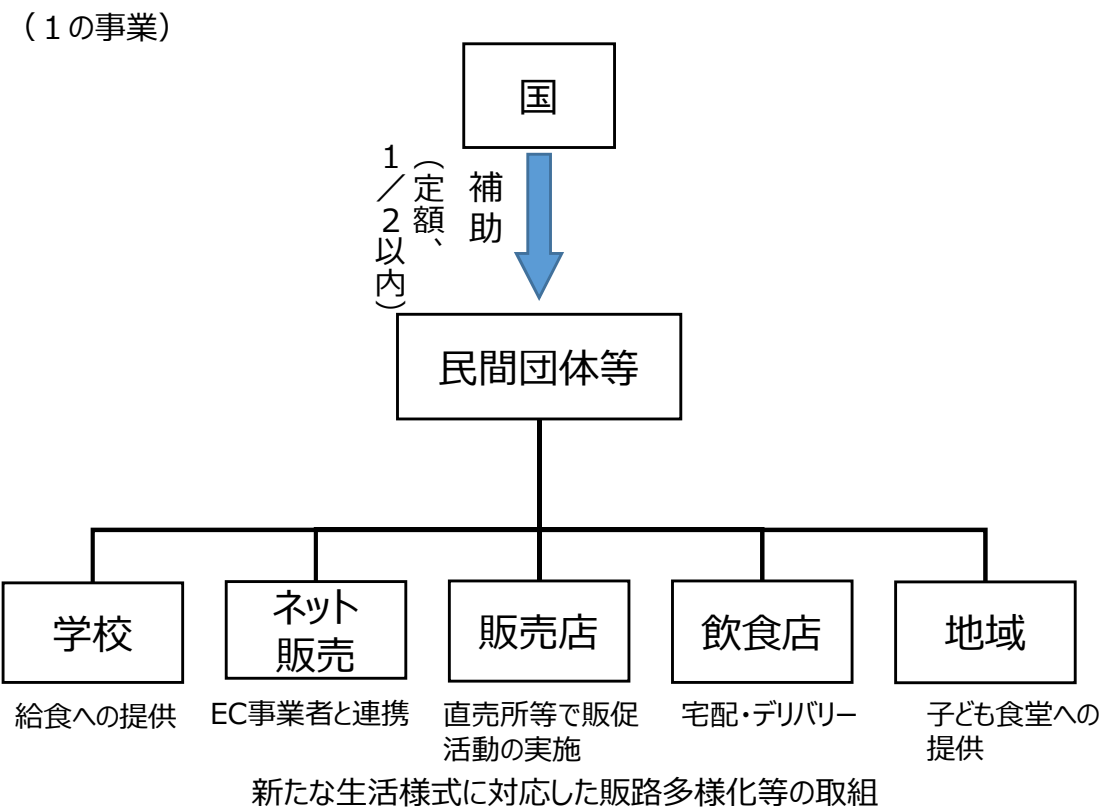 （１の事業）
国
補助
（定額、
１／２以内）
民間団体等
学校
ネット
販売
販売店
飲食店
地域
給食への提供
EC事業者と連携
直売所等で販促
活動の実施
宅配・デリバリー
子ども食堂への
提供
新たな生活様式に対応した販路多様化等の取組